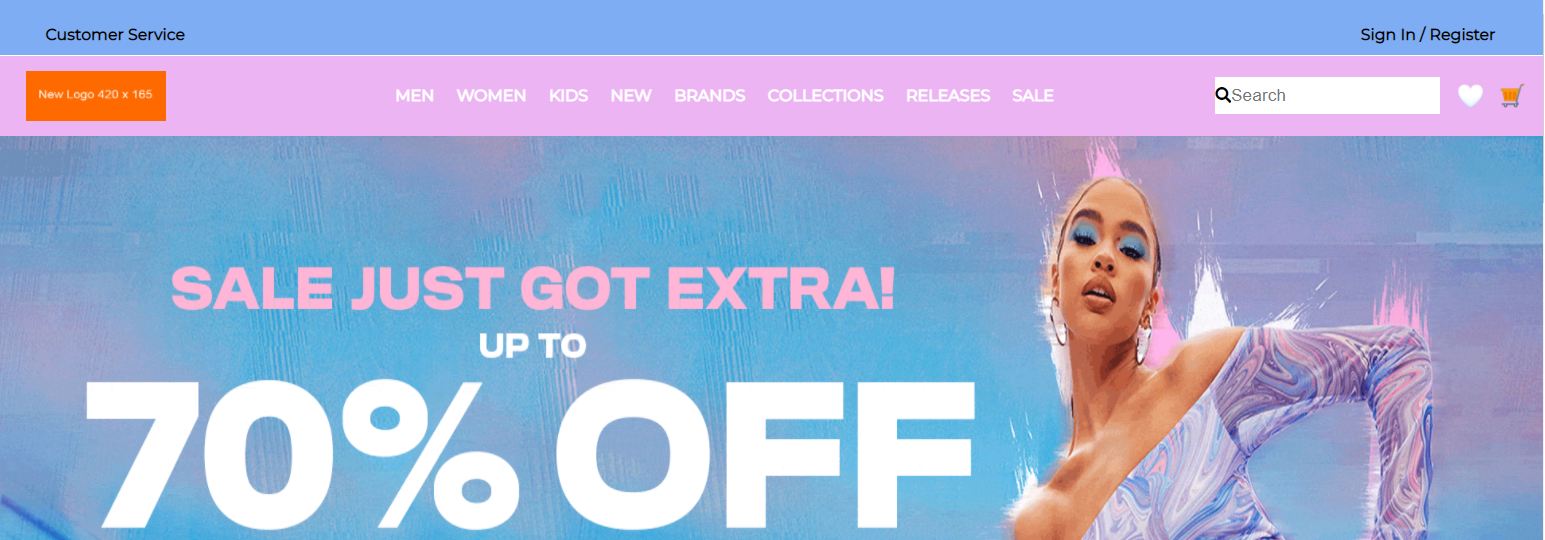 Customer Service
Sign In / Register
New Logo 420 x 165
MEN WOMEN KIDS NEW BRANDS COLLECTIONS RELEASES SALE
Search
SALE JUST GOT EXTRA!
UP TO
70% OFF